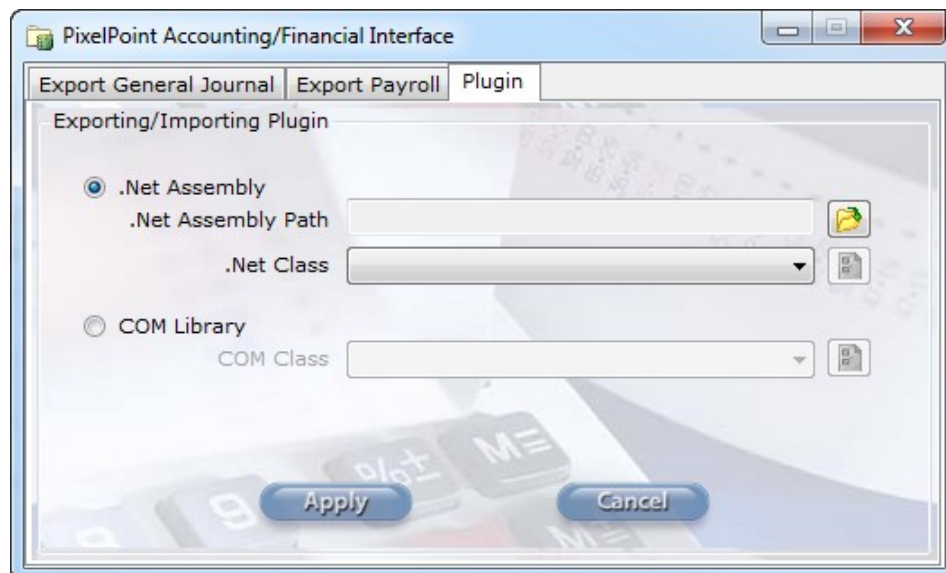 PixelPoint Accounting/Financial Interface
Export General Journal Export Payroll Plugin
Exporting/Importing Plugin
.Net Assembly
.Net Assembly Path
.Net Class
COM Library
COM Class
Apply Cancel